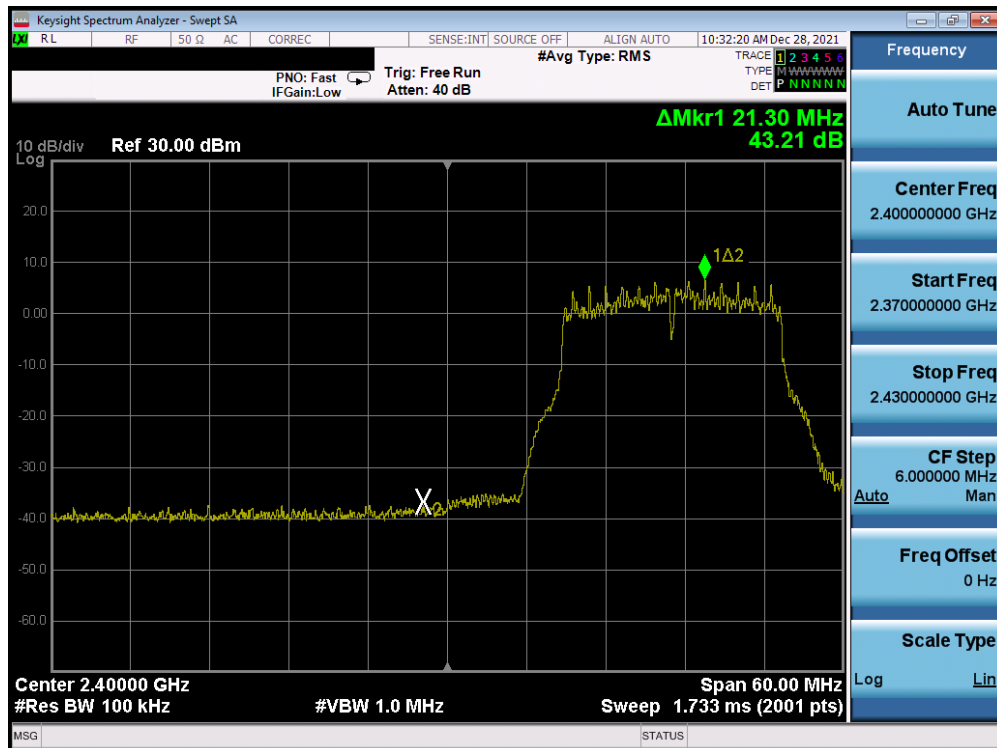 Keysight Spectrum Analyzer - Swept SA
LXI RL RF 50 Ω AC CORREC SENSE:INT SOURCE OFF ALIGN AUTO 10:32:20 AM Dec 28, 2021
#Avg Type: RMS
TRACE 1 2 3 4 5 6
PNO: Fast Trig: Free Run
TYPE M W W W W W
IFGain:Low Atten: 40 dB
DET P N N N N N
ΔMkr1 21.30 MHz
43.21 dB
10 dB/div Ref 30.00 dBm
Log
20.0
10.0
0.00
-10.0
-20.0
-30.0
-40.0
-50.0
-60.0
1Δ2
X2
Center 2.40000 GHz Span 60.00 MHz
#Res BW 100 kHz #VBW 1.0 MHz Sweep 1.733 ms (2001 pts)
MSG STATUS
Frequency
Auto Tune
Center Freq
2.400000000 GHz
Start Freq
2.370000000 GHz
Stop Freq
2.430000000 GHz
CF Step
6.000000 MHz
Auto Man
Freq Offset
0 Hz
Scale Type
Log Lin